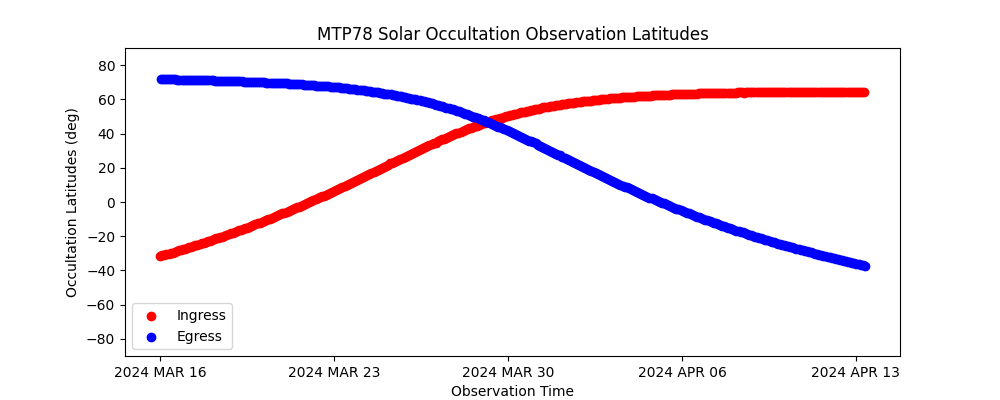 MTP78 Solar Occultation Observation Latitudes
Occultation Latitudes (deg)
80
60
40
20
0
−20
−40
−60
−80
Ingress
Egress
2024 MAR 16
2024 MAR 23
2024 MAR 30
2024 APR 06
2024 APR 13
Observation Time